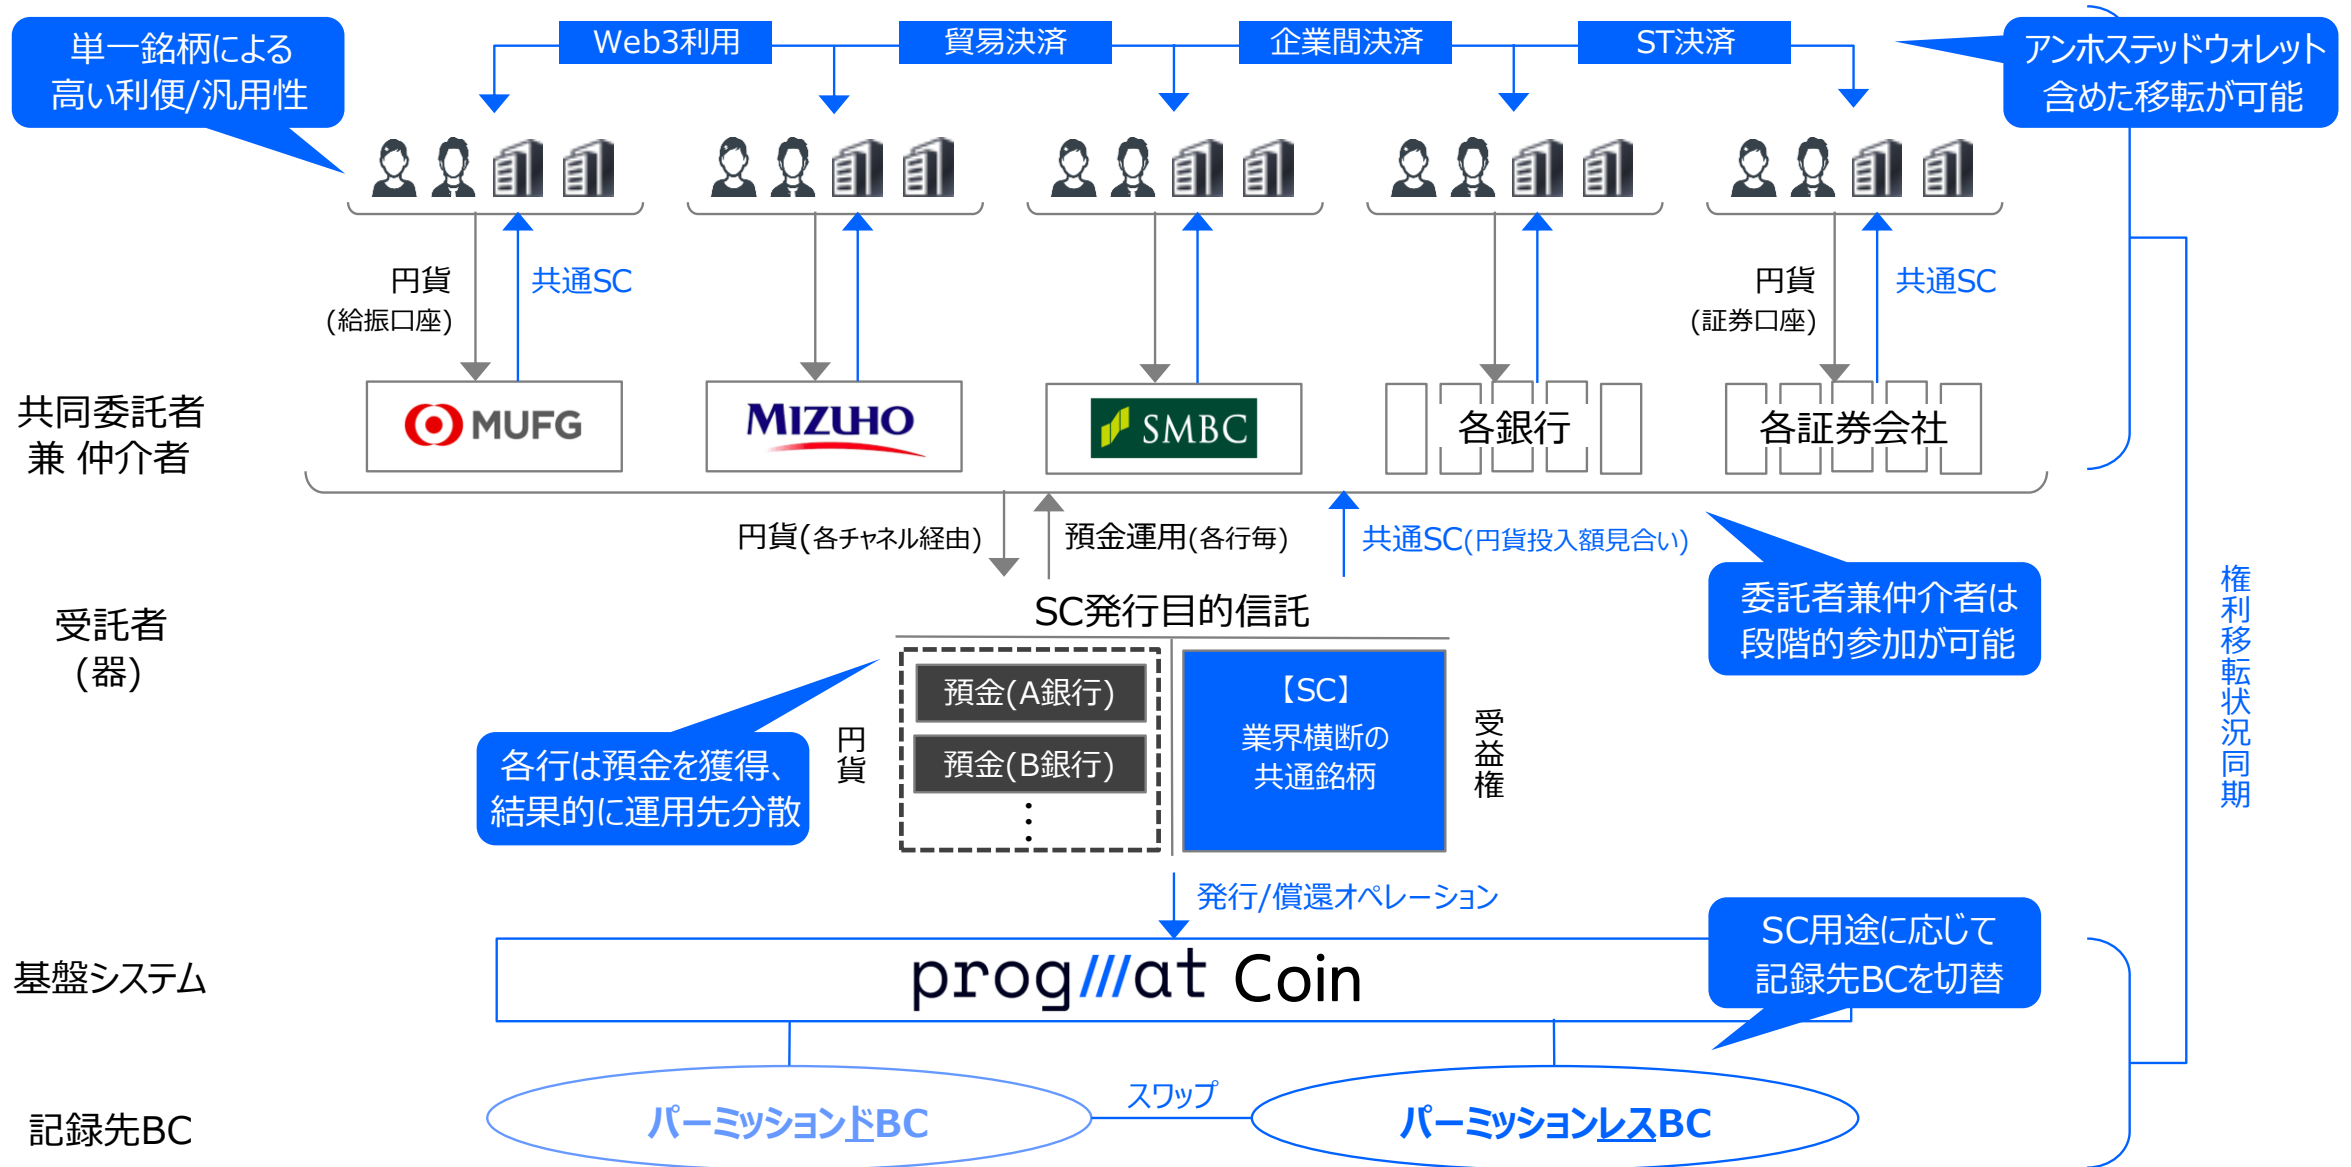 単一銘柄による
高い利便/汎用性
Web3利用
貿易決済
企業間決済
ST決済
アンホステッドウォレット
含めた移転が可能
円貨
(給振口座)
共通SC
円貨
(証券口座)
共通SC
共同委託者
兼 仲介者
MUFG
MIZUHO
SMBC
各銀行
各証券会社
円貨(各チャネル経由)
預金運用(各行毎)
共通SC(円貨投入額見合い)
委託者兼仲介者は
段階的参加が可能
権利移転状況同期
受託者
(器)
SC発行目的信託
預金(A銀行)
預金(B銀行)
⋮
円貨
【SC】
業界横断の
共通銘柄
受益権
各行は預金を獲得、
結果的に運用先分散
発行/償還オペレーション
SC用途に応じて
記録先BCを切替
基盤システム
progmat Coin
記録先BC
パーミッションドBC
スワップ
パーミッションレスBC